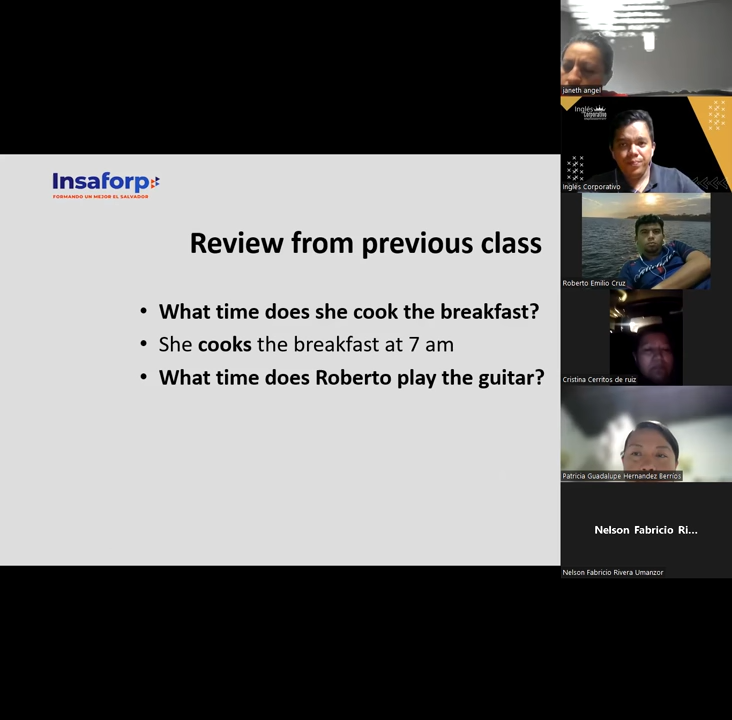 Insaforp
FORMANDO UN MEJOR EL SALVADOR
Review from previous class
• What time does she cook the breakfast?
• She cooks the breakfast at 7 am
• What time does Roberto play the guitar?
janeth angel
Inglés
Corporativo
Inglés Corporativo
Roberto Emilio Cruz
Cristina Cerritos de ruiz
Patricia Guadalupe Hernandez Berríos
Nelson Fabricio Ri...
Nelson Fabricio Rivera Umanzor